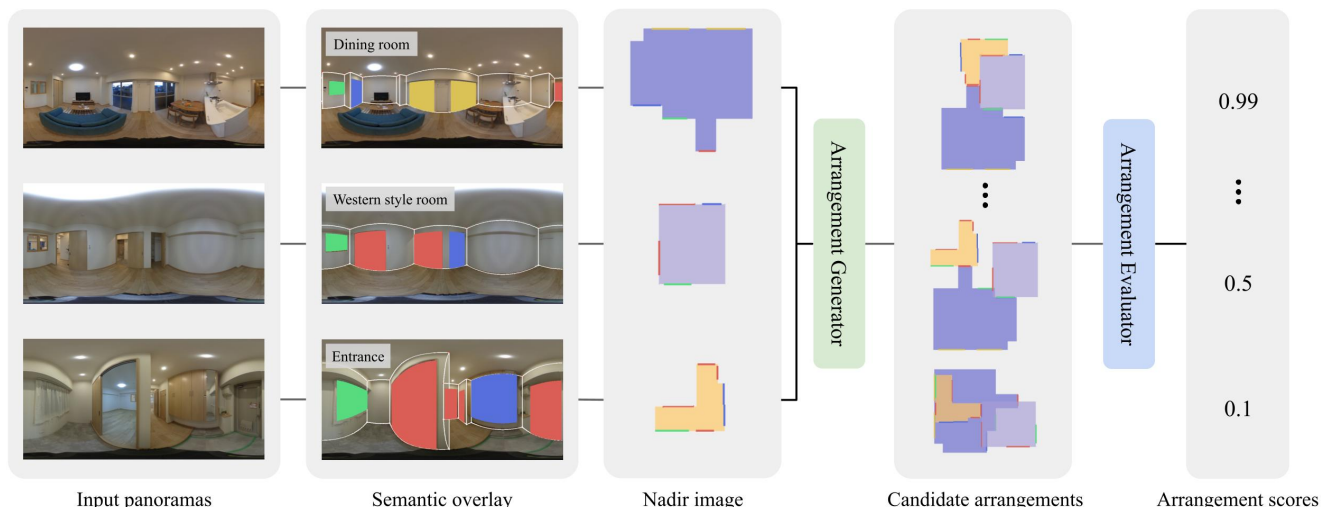 Dining room
Western style room
Entrance
Arrangement Generator
Arrangement Evaluator
0.99
0.5
0.1
Input panoramas
Semantic overlay
Nadir image
Candidate arrangements
Arrangement scores